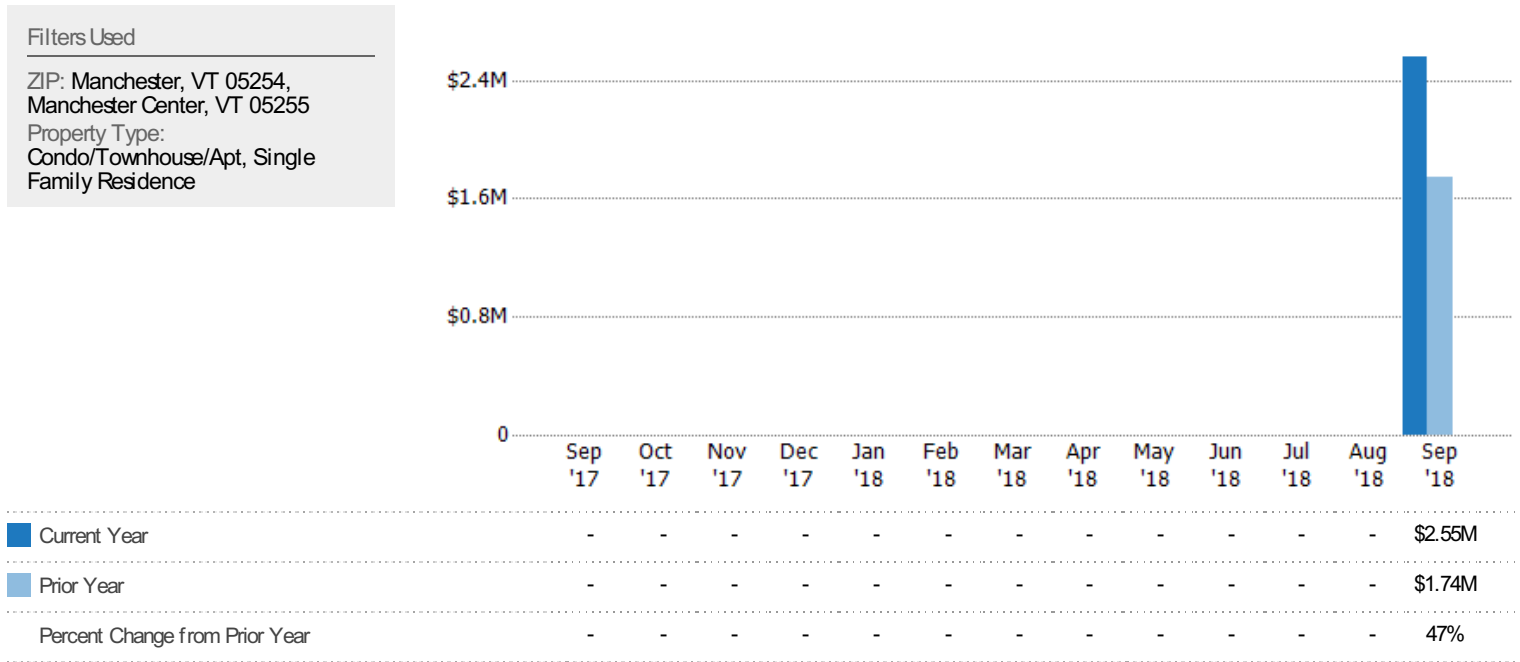 Filters Used
ZIP: Manchester, VT 05254,
Manchester Center, VT 05255
Property Type:
Condo/Townhouse/Apt, Single
Family Residence
$2.4M
$1.6M
$0.8M
0
Sep Oct Nov Dec Jan Feb Mar Apr May Jun Jul Aug Sep
'17 '17 '17 '17 '18 '18 '18 '18 '18 '18 '18 '18 '18
Current Year - - - - - - - - - - - - $2.55M
Prior Year - - - - - - - - - - - - $1.74M
Percent Change from Prior Year - - - - - - - - - - - - 47%